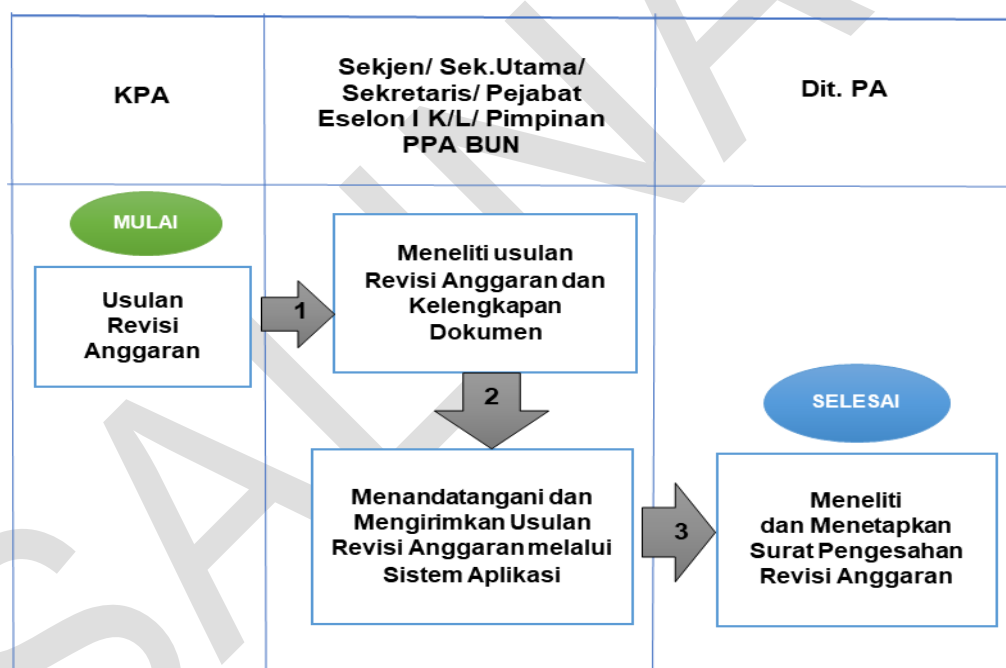 KPA
Sekjen/ Sek.Utama/
Sekretaris/ Pejabat
Eselon I K/L/ Pimpinan
PPA BUN
Dit. PA
MULAI
Usulan
Revisi
Anggaran
1
Meneliti usulan
Revisi Anggaran dan
Kelengkapan
Dokumen
2
Menandatangani dan
Mengirimkan Usulan
Revisi Anggaran melalui
Sistem Aplikasi
3
SELESAI
Meneliti
dan Menetapkan
Surat Pengesahan
Revisi Anggaran
SALINA